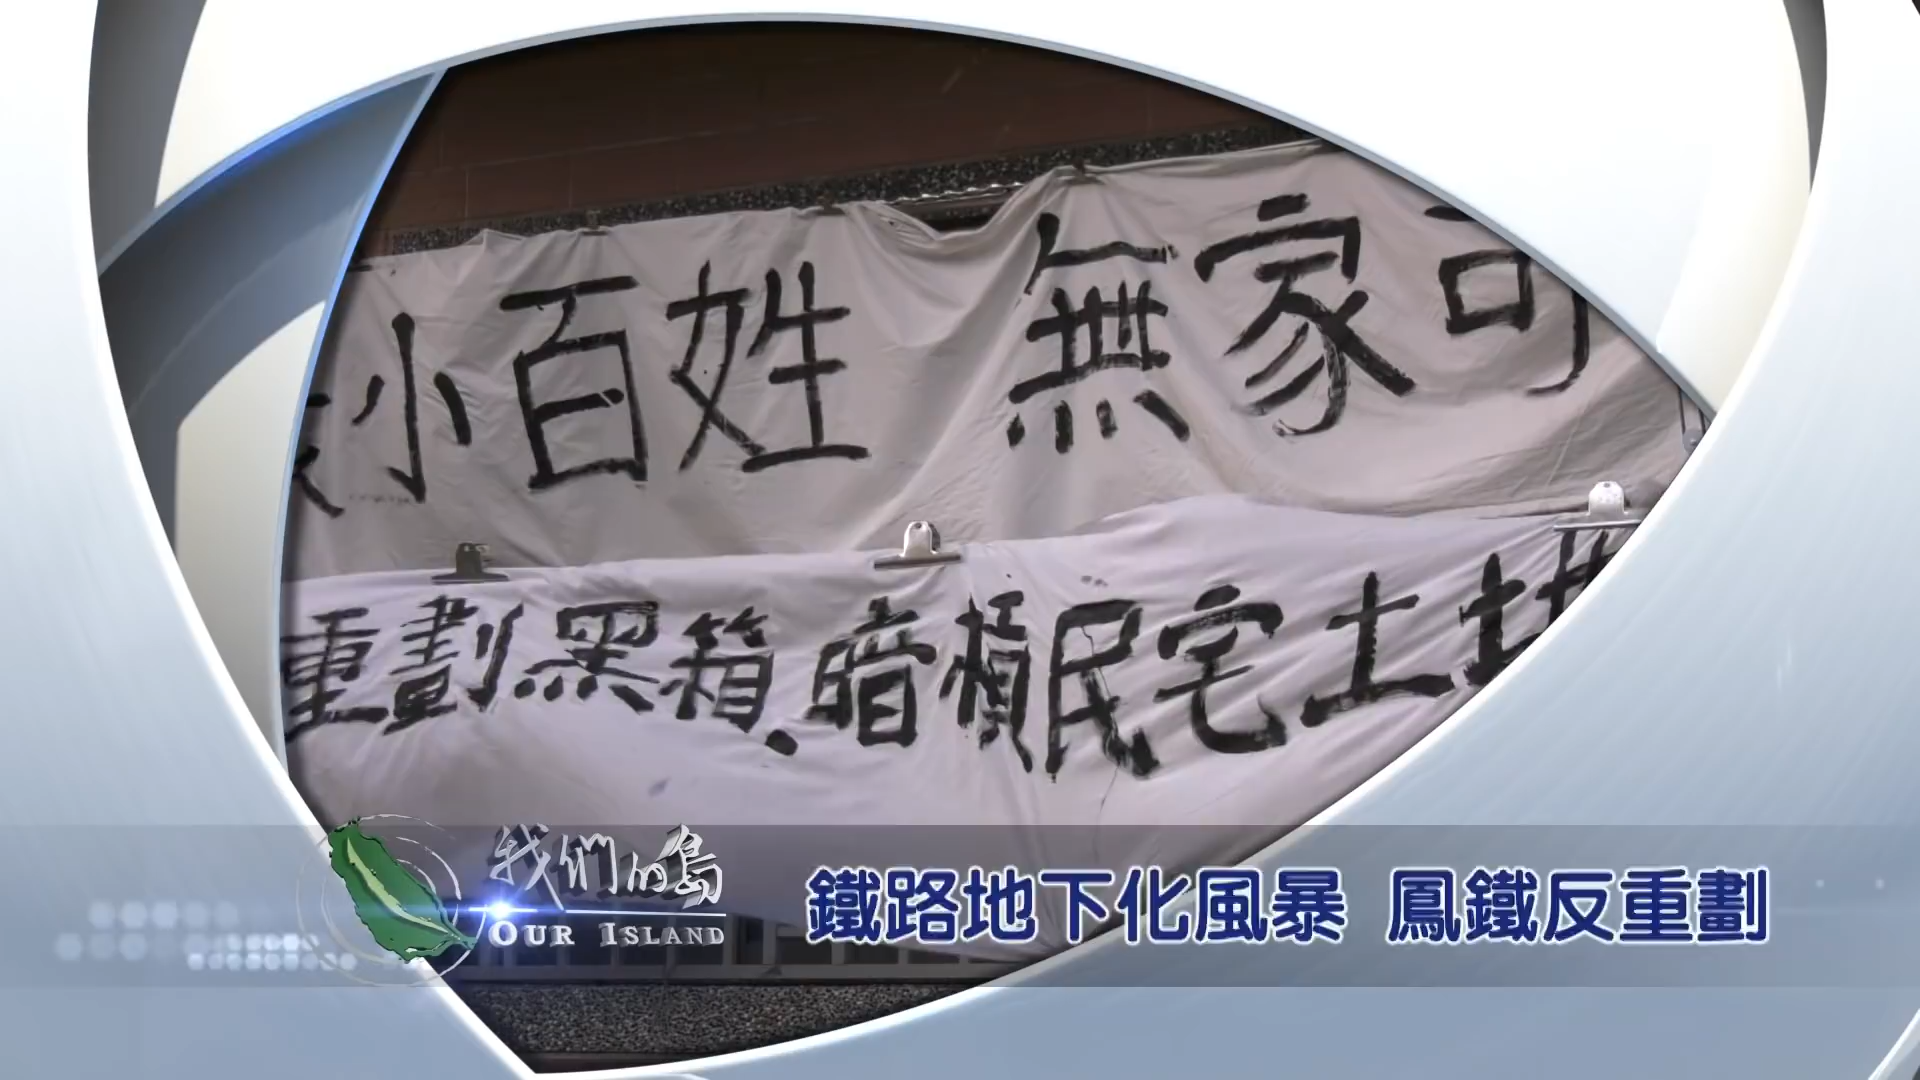 小百姓 無家可
重劃黑箱.暗槓民宅土地
我們的島
OUR ISLAND
鐵路地下化風暴 鳳鐵反重劃